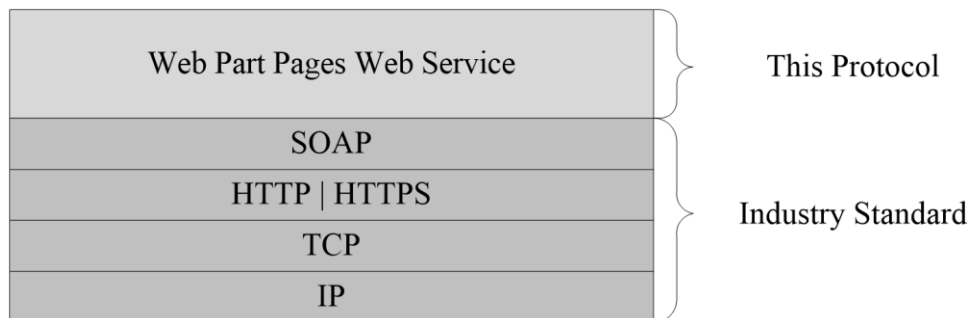 Web Part Pages Web Service
This Protocol
SOAP
HTTP | HTTPS
TCP
IP
Industry Standard